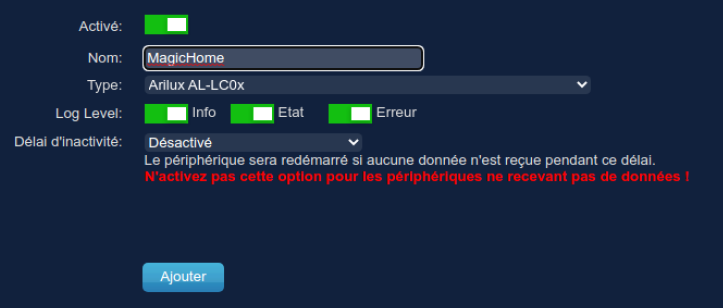 Activé:
Nom: MagicHome
Type: Arilux AL-LC0x
Log Level: Info Etat Erreur
Délai d'inactivité: Désactivé
Le périphérique sera redémarré si aucune donnée n'est reçue pendant ce délai.
N'activez pas cette option pour les périphériques ne recevant pas de données !
Ajouter